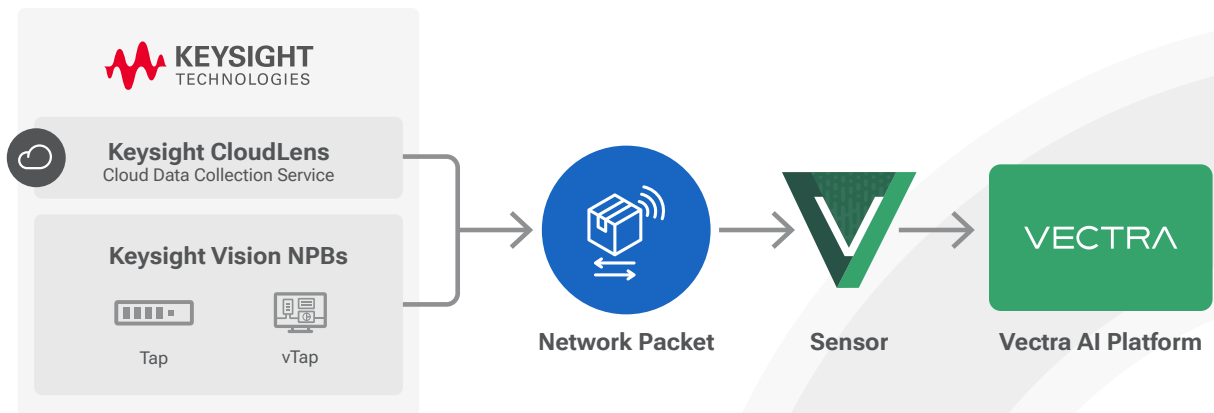 KEYSIGHT
TECHNOLOGIES
Keysight CloudLens
Cloud Data Collection Service
Keysight Vision NPBs
Tap
vTap
Network Packet
Sensor
VECTRA
Vectra AI Platform